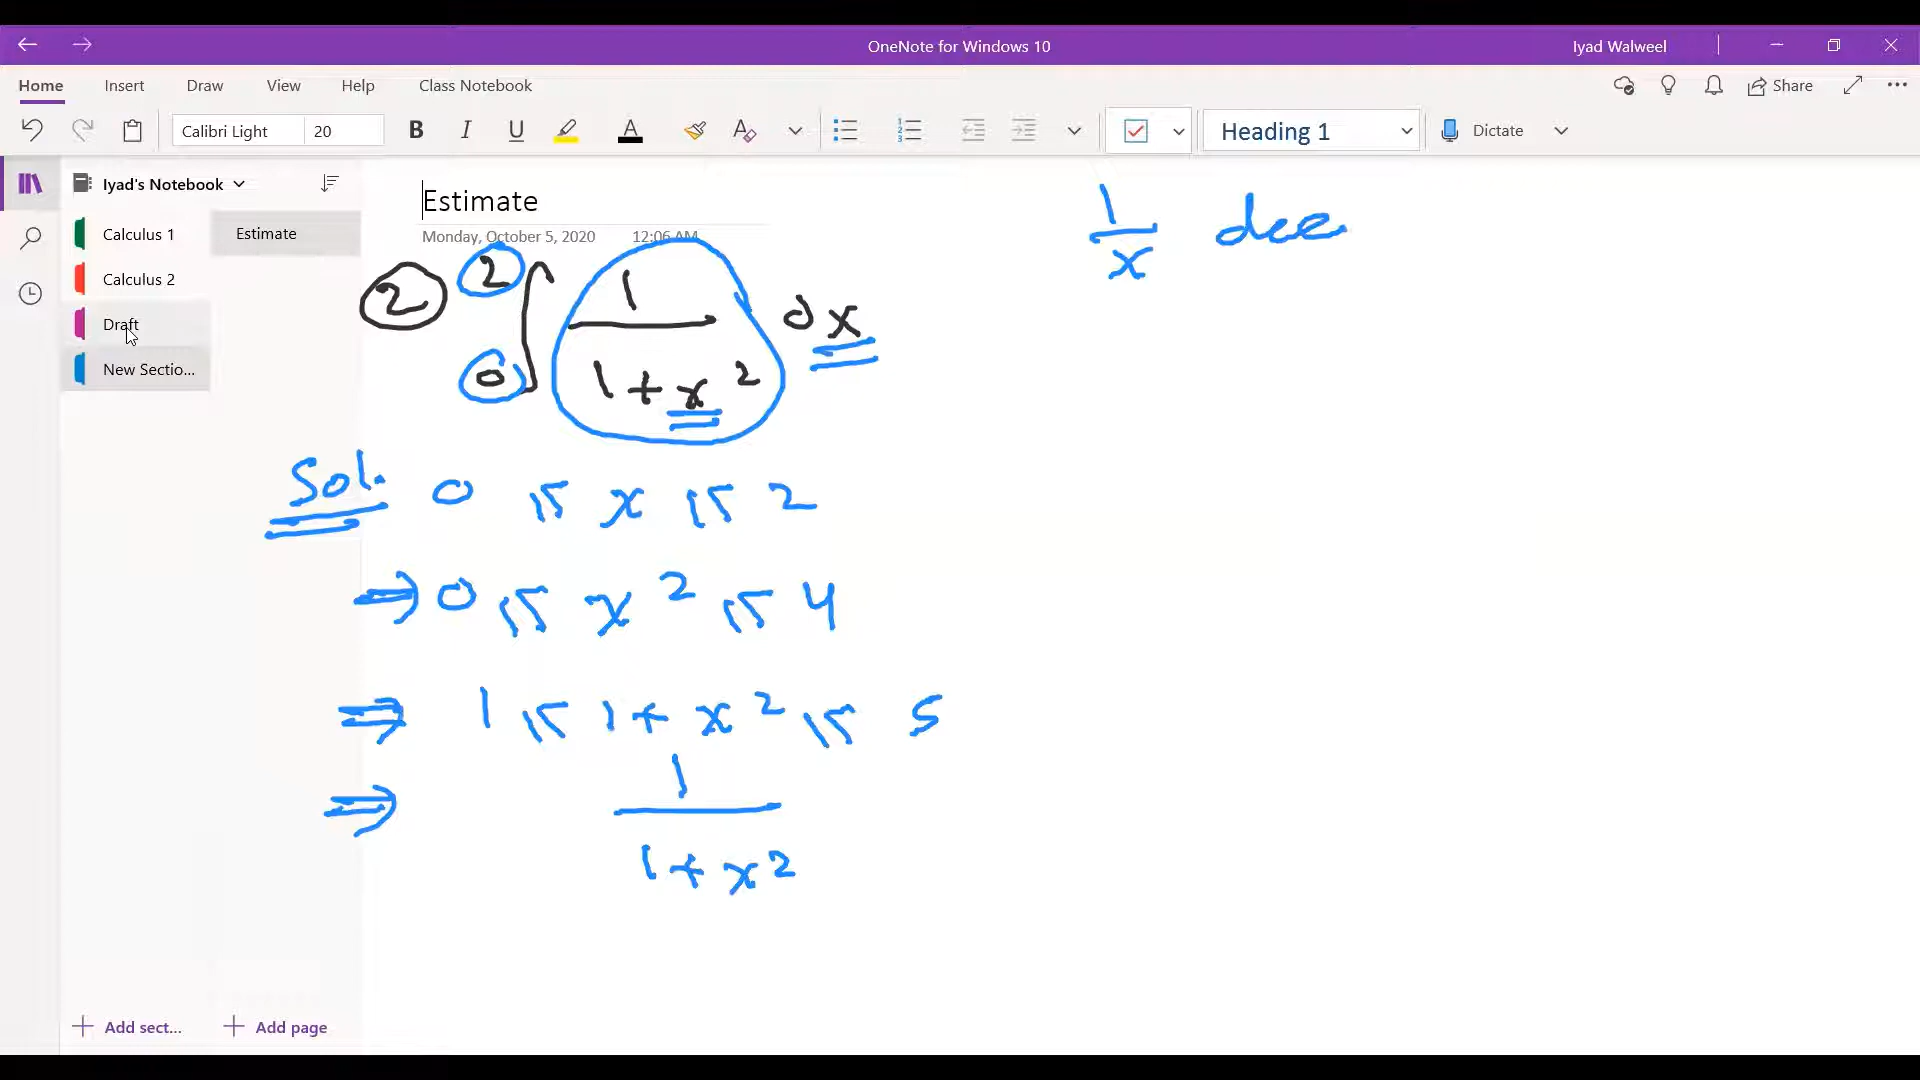 OneNote for Windows 10
Iyad Walweel
Home Insert Draw View Help Class Notebook
Share
Calibri Light 20 B I U A Heading 1 Dictate
Iyad's Notebook
Calculus 1
Calculus 2
Draft
New Sectio...
Estimate
Estimate
Monday, October 5, 2020 12:06 AM
1/x dec
② ∫₀² 1/(1+x²) dx
Sol. 0 ≤ x ≤ 2
⇒ 0 ≤ x² ≤ 4
⇒ 1 ≤ 1+x² ≤ 5
⇒ 1/(1+x²)
Add sect...
Add page